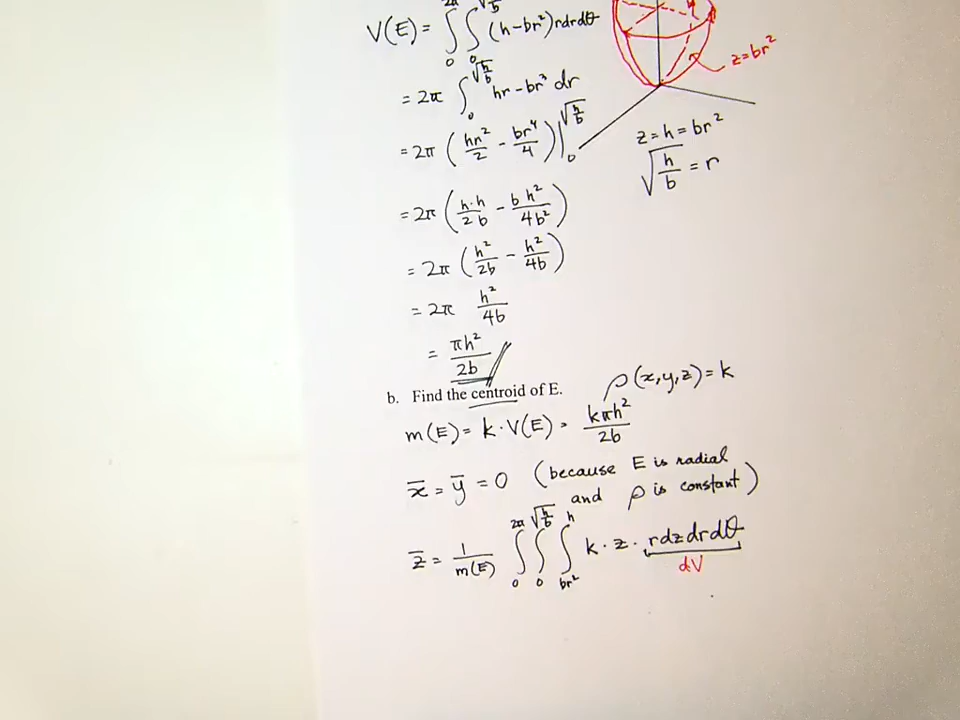 V(E) = ∫₀^2π ∫₀^√(h/b) (h-br²) r dr dθ
z = br²
= 2π ∫₀^√(h/b) hr - br³ dr
= 2π (hr²/2 - br⁴/4) |₀^√(h/b)
z = h = br²
√(h/b) = r
= 2π (h·h/2b - bh²/4b²)
= 2π (h²/2b - h²/4b)
= 2π h²/4b
= πh²/2b
b. Find the centroid of E.
ρ(x,y,z) = k
m(E) = k·V(E) = kπh²/2b
x̄ = ȳ = 0 (because E is radial
and ρ is constant)
z̄ = 1/m(E) ∫₀^2π ∫₀^√(h/b) ∫_br²^h k · z · r dz dr dθ
dV